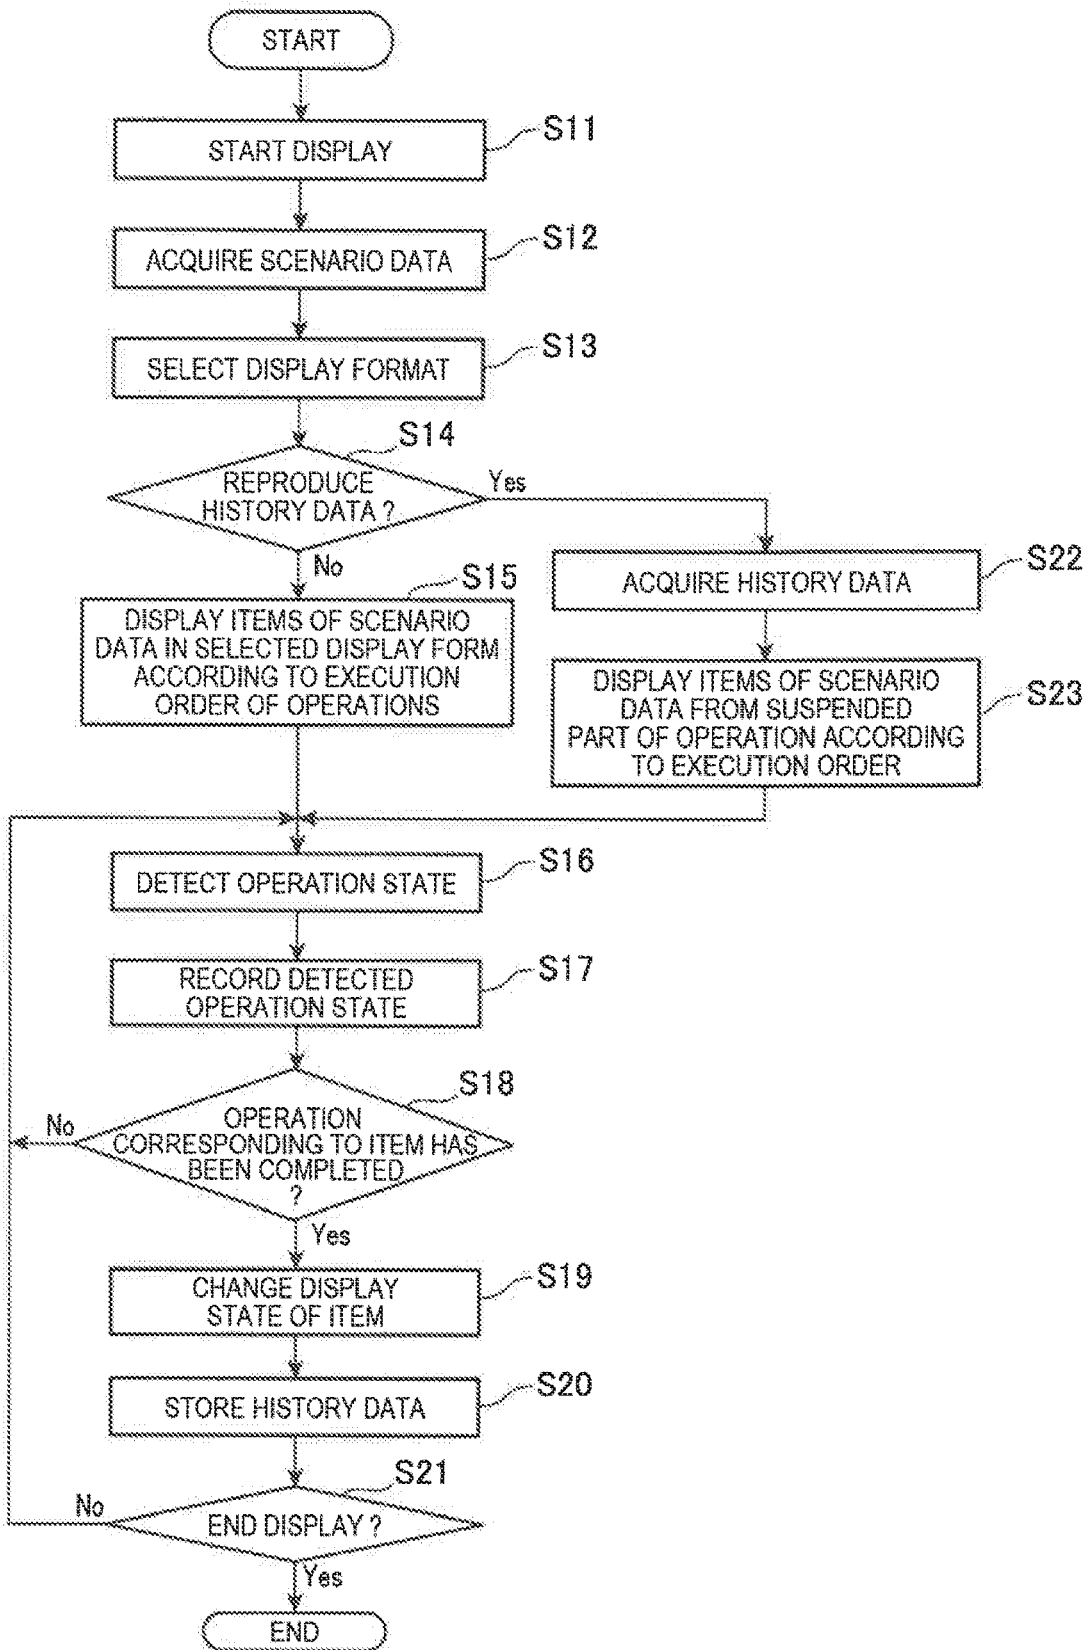 START
START DISPLAY
S11
ACQUIRE SCENARIO DATA
S12
SELECT DISPLAY FORMAT
S13
S14
REPRODUCE
HISTORY DATA ?
Yes
No
S15
DISPLAY ITEMS OF SCENARIO
DATA IN SELECTED DISPLAY FORM
ACCORDING TO EXECUTION
ORDER OF OPERATIONS
ACQUIRE HISTORY DATA
S22
DISPLAY ITEMS OF SCENARIO
DATA FROM SUSPENDED
PART OF OPERATION ACCORDING
TO EXECUTION ORDER
S23
DETECT OPERATION STATE
S16
RECORD DETECTED
OPERATION STATE
S17
S18
OPERATION
CORRESPONDING TO ITEM HAS
BEEN COMPLETED
?
No
Yes
CHANGE DISPLAY
STATE OF ITEM
S19
STORE HISTORY DATA
S20
S21
END DISPLAY ?
No
Yes
END